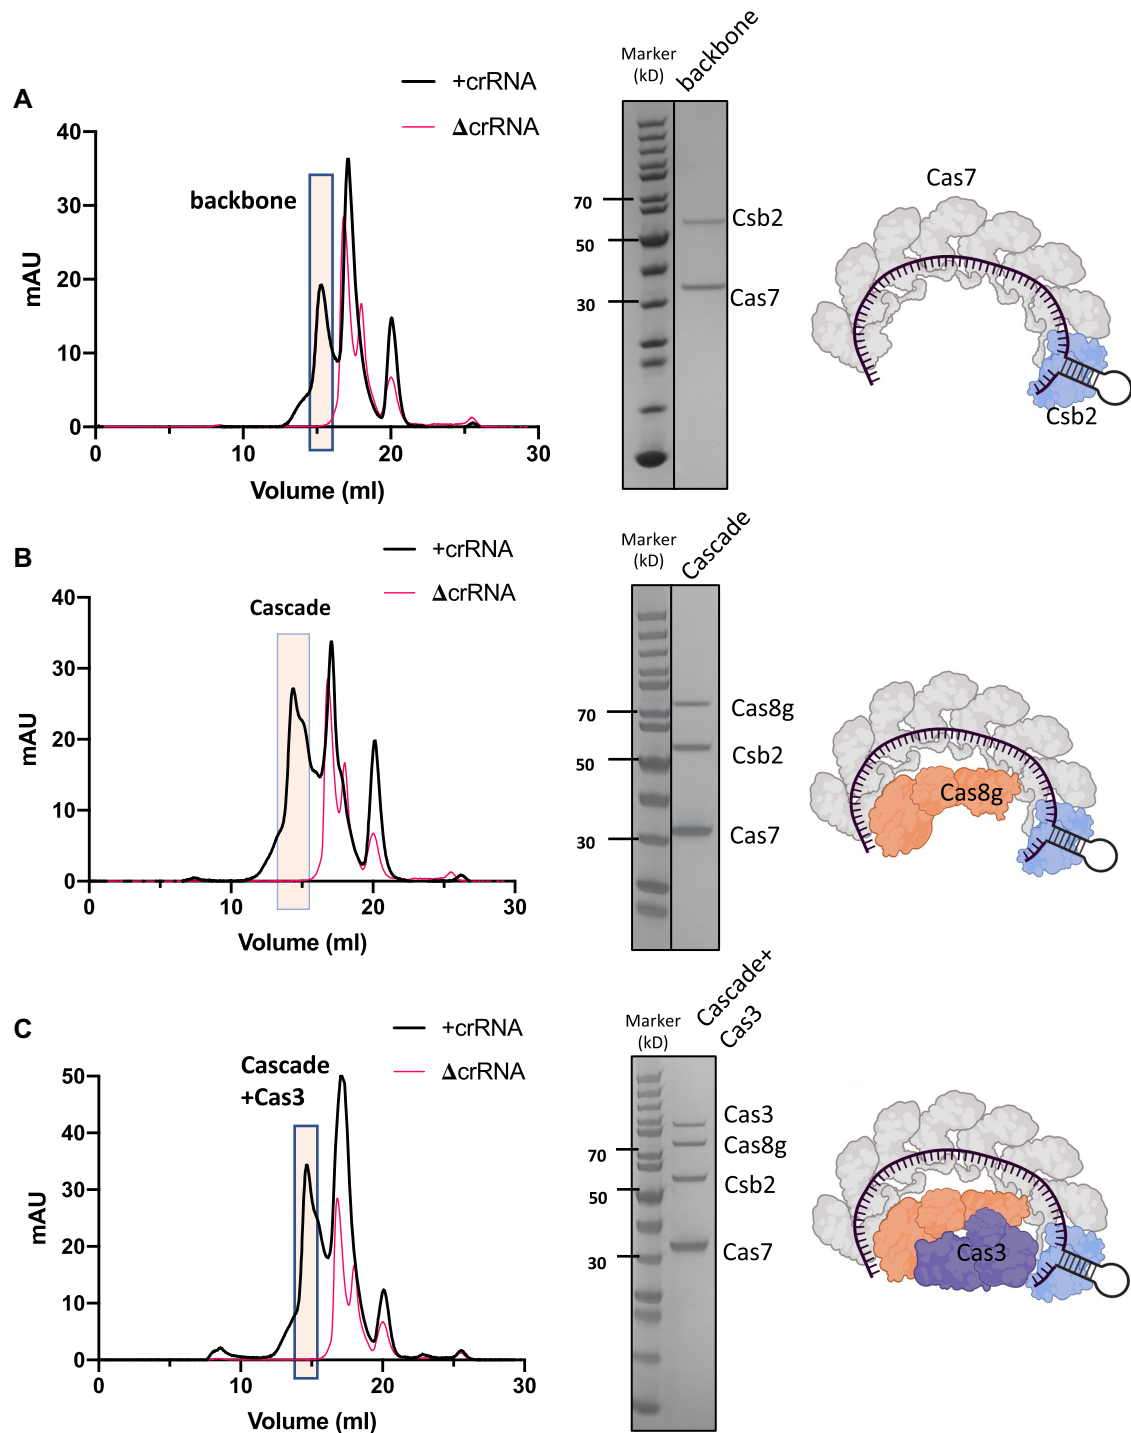 A
+crRNA
ΔcrRNA
backbone
40
30
20
10
0
mAU
0
10
20
30
Volume (ml)
Marker
(kD)
backbone
70
50
30
Csb2
Cas7
Cas7
Csb2
B
+crRNA
ΔcrRNA
Cascade
40
30
20
10
0
mAU
0
10
20
30
Volume (ml)
Marker
(kD)
Cascade
70
50
30
Cas8g
Csb2
Cas7
Cas8g
C
+crRNA
ΔcrRNA
Cascade
+Cas3
50
40
30
20
10
0
mAU
0
10
20
30
Volume (ml)
Marker
(kD)
Cascade+
Cas3
70
50
30
Cas3
Cas8g
Csb2
Cas7
Cas3